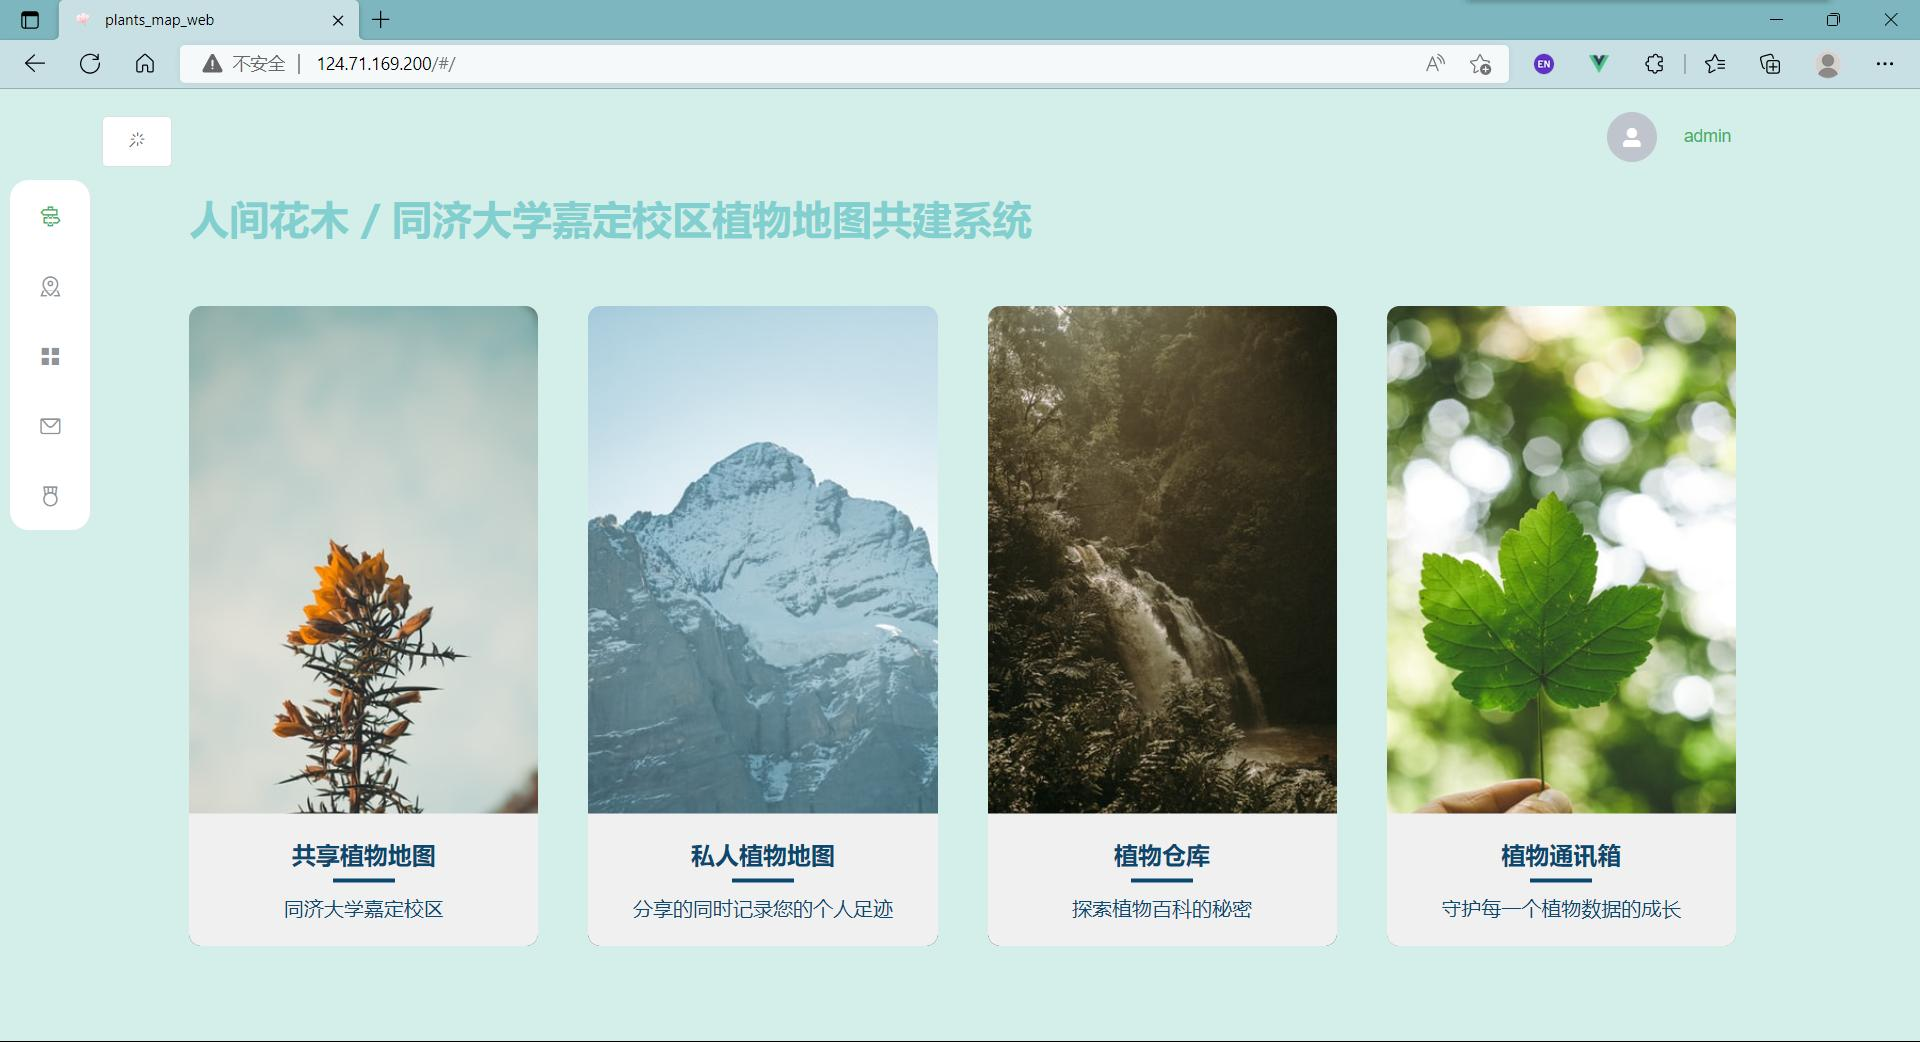 plants_map_web
不安全
124.71.169.200/#/
EN
admin
人间花木 / 同济大学嘉定校区植物地图共建系统
共享植物地图
同济大学嘉定校区
私人植物地图
分享的同时记录您的个人足迹
植物仓库
探索植物百科的秘密
植物通讯箱
守护每一个植物数据的成长